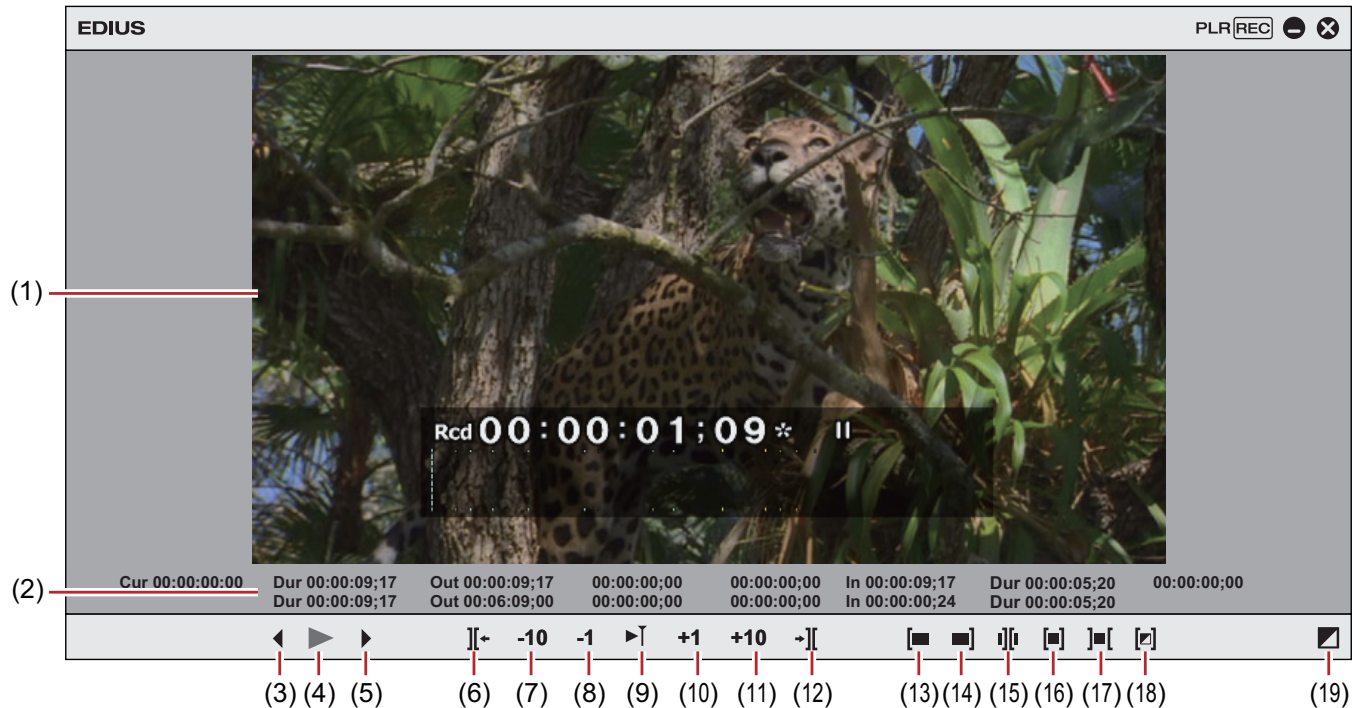 EDIUS PLR REC
(1)
Rcd 00:00:01;09 *
(2)
Cur 00:00:00:00 Dur 00:00:09;17 Out 00:00:09;17 00:00:00;00 00:00:00;00 In 00:00:09;17 Dur 00:00:05;20 00:00:00;00
Dur 00:00:09;17 Out 00:06:09;00 00:00:00;00 00:00:00;00 In 00:00:00;24 Dur 00:00:05;20
-10 -1 +1 +10
(3) (4) (5) (6) (7) (8) (9) (10) (11) (12) (13) (14) (15) (16) (17) (18) (19)